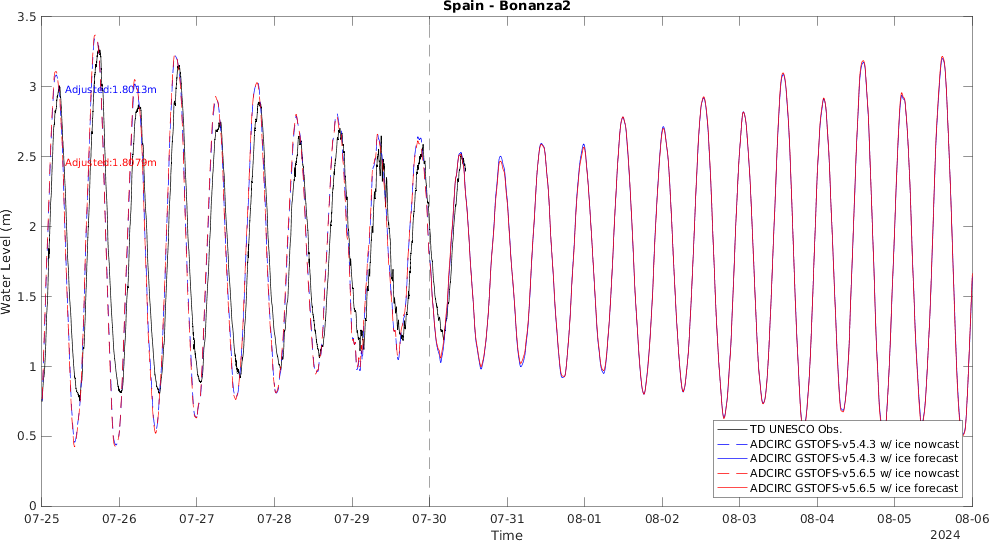 Spain - Bonanza2
3.5
3
2.5
2
1.5
1
0.5
0
Water Level (m)
Adjusted:1.8013m
Adjusted:1.8079m
TD UNESCO Obs.
ADCIRC GSTOFS-v5.4.3 w/ ice nowcast
ADCIRC GSTOFS-v5.4.3 w/ ice forecast
ADCIRC GSTOFS-v5.6.5 w/ ice nowcast
ADCIRC GSTOFS-v5.6.5 w/ ice forecast
07-25 07-26 07-27 07-28 07-29 07-30 07-31 08-01 08-02 08-03 08-04 08-05 08-06
Time
2024